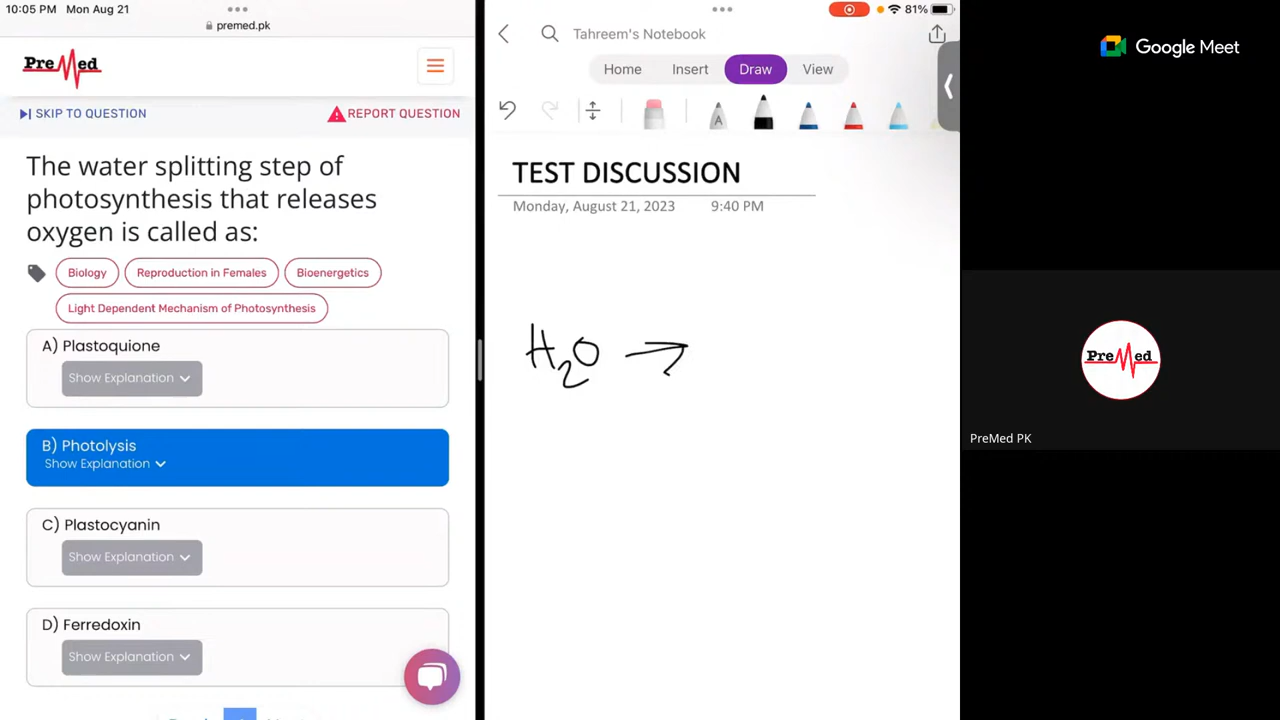 10:05 PM Mon Aug 21
premed.pk
PreMed
SKIP TO QUESTION
REPORT QUESTION
The water splitting step of
photosynthesis that releases
oxygen is called as:
Biology
Reproduction in Females
Bioenergetics
Light Dependent Mechanism of Photosynthesis
A) Plastoquione
Show Explanation
B) Photolysis
Show Explanation
C) Plastocyanin
Show Explanation
D) Ferredoxin
Show Explanation
81%
Tahreem's Notebook
Home Insert Draw View
A
TEST DISCUSSION
Monday, August 21, 2023 9:40 PM
H₂O →
Google Meet
PreMed
PreMed PK